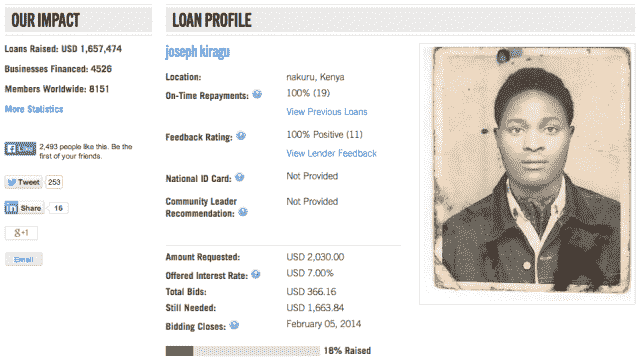 OUR IMPACT
Loans Raised: USD 1,657,474
Businesses Financed: 4526
Members Worldwide: 8151
More Statistics
Like 2,493 people like this. Be the
first of your friends.
Tweet 253
in Share 16
g+1
Email
LOAN PROFILE
joseph kiragu
Location: nakuru, Kenya
On-Time Repayments: ? 100% (19)
View Previous Loans
Feedback Rating: ? 100% Positive (11)
View Lender Feedback
National ID Card: ? Not Provided
Community Leader Not Provided
Recommendation: ?
Amount Requested: USD 2,030.00
Offered Interest Rate: ? USD 7.00%
Total Bids: USD 366.16
Still Needed: USD 1,663.84
Bidding Closes: ? February 05, 2014
18% Raised